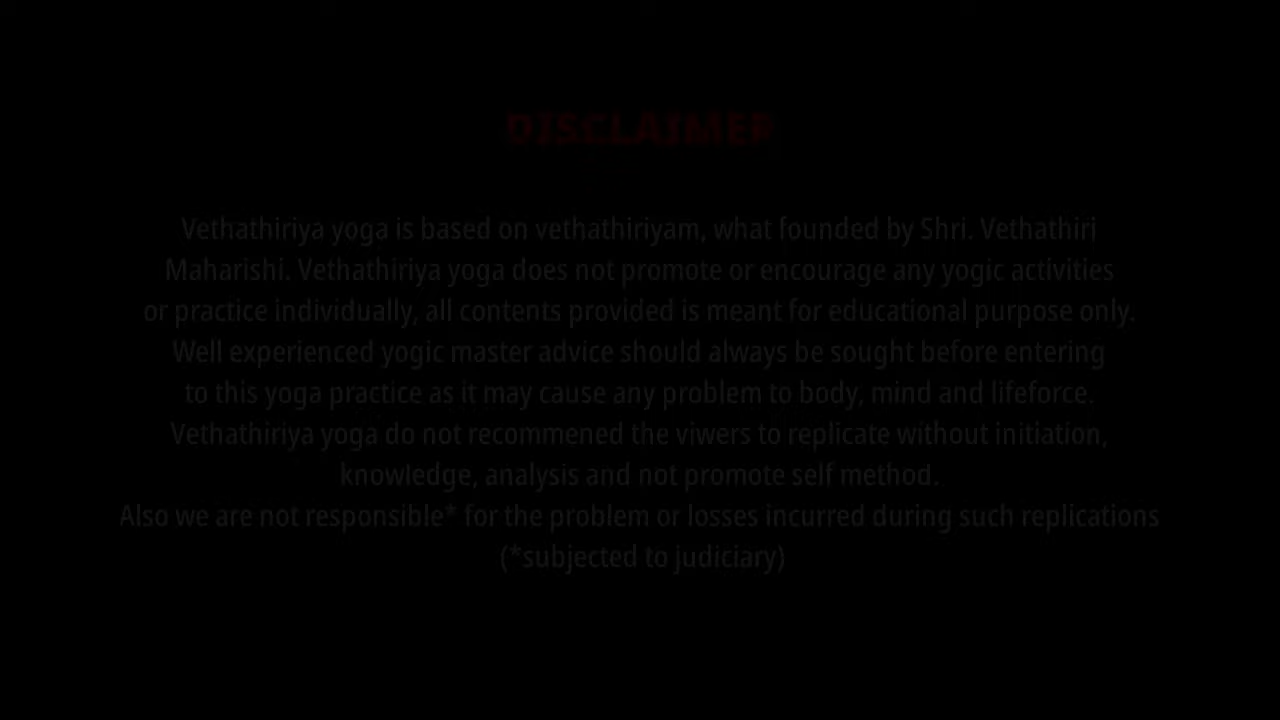 DISCLAIMER
Vethathiriya yoga is based on vethathiriyam, what founded by Shri. Vethathiri
Maharishi. Vethathiriya yoga does not promote or encourage any yogic activities
or practice individually, all contents provided is meant for educational purpose only.
Well experienced yogic master advice should always be sought before entering
to this yoga practice as it may cause any problem to body, mind and lifeforce.
Vethathiriya yoga do not recommened the viwers to replicate without initiation,
knowledge, analysis and not promote self method.
Also we are not responsible* for the problem or losses incurred during such replications
(*subjected to judiciary)